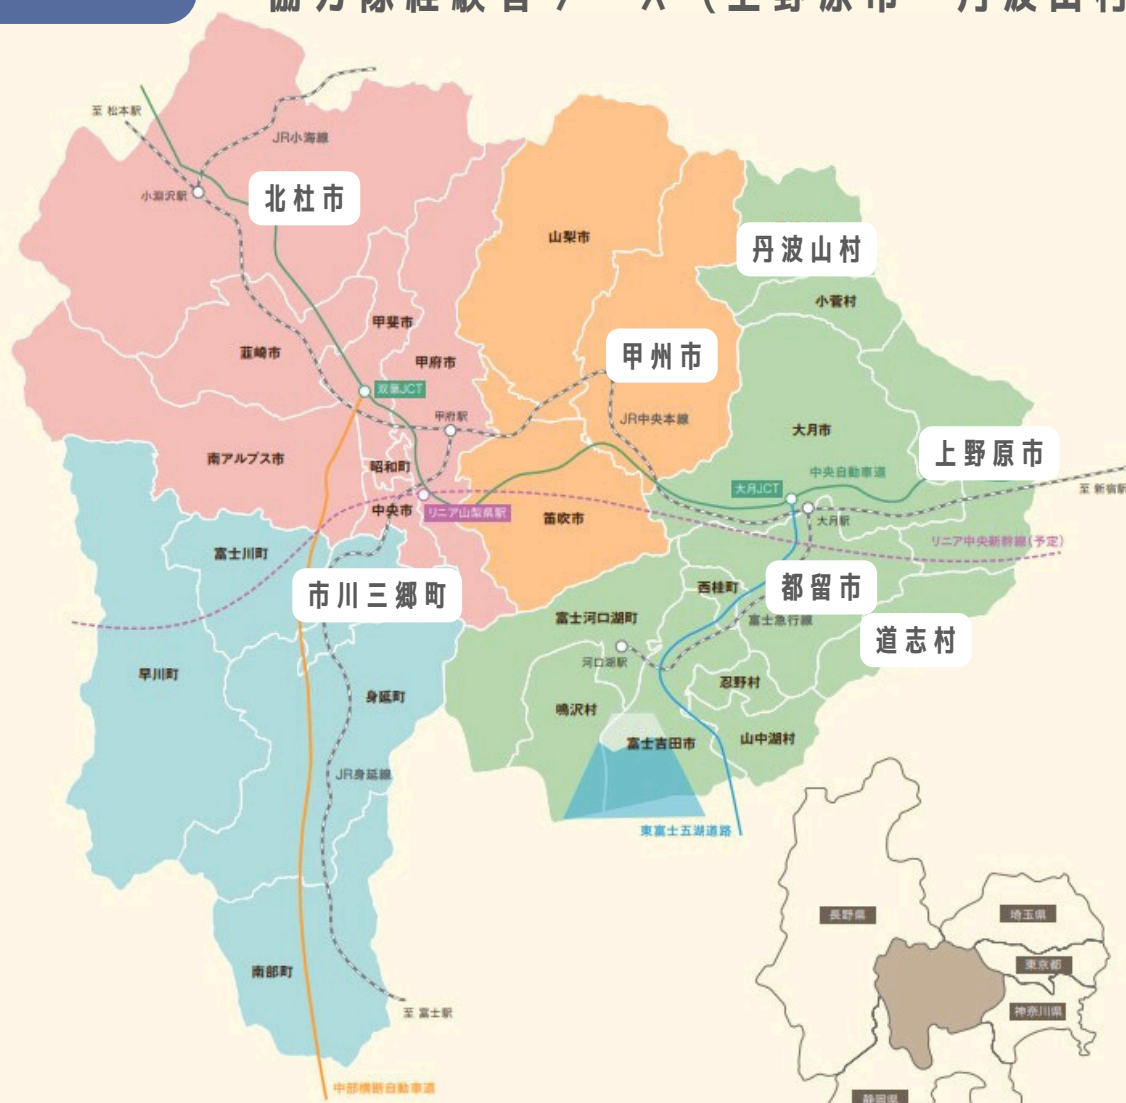 至 松本駅
JR小海線
小淵沢駅
北杜市
山梨市
丹波山村
小菅村
甲斐市
韮崎市
甲府市
甲州市
双葉JCT
甲府駅
JR中央本線
大月市
上野原市
南アルプス市
昭和町
中央自動車道
大月JCT
至 新宿駅
中央市
リニア山梨県駅
笛吹市
大月駅
リニア中央新幹線(予定)
富士川町
市川三郷町
西桂町
都留市
富士河口湖町
富士急行線
道志村
河口湖駅
早川町
忍野村
身延町
鳴沢村
富士吉田市
山中湖村
JR身延線
東富士五湖道路
長野県
埼玉県
東京都
南部町
神奈川県
至 富士駅
中部横断自動車道
静岡県